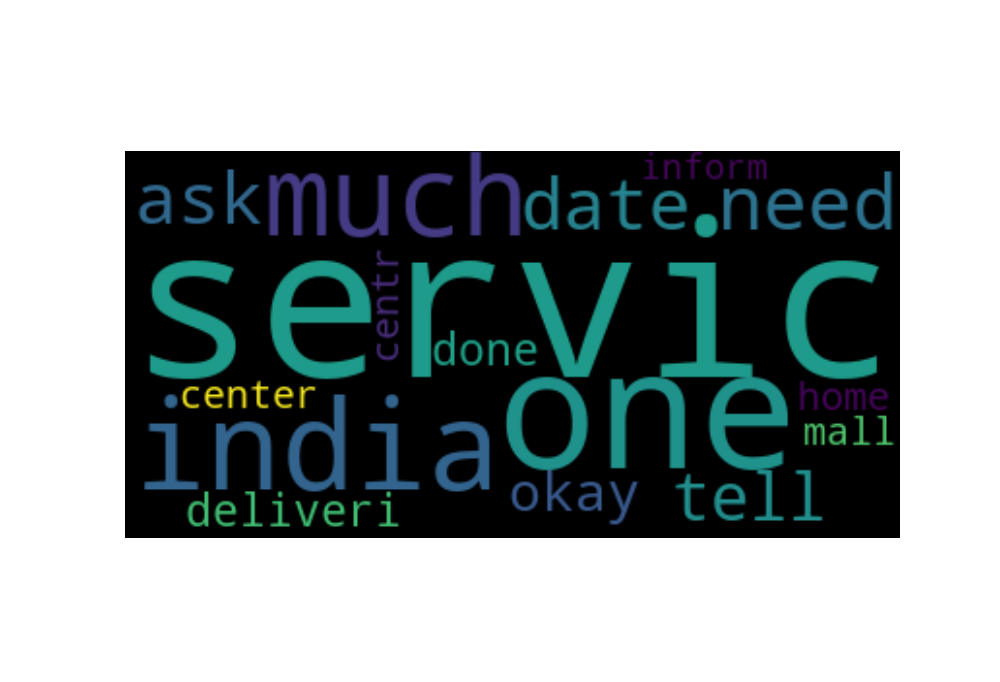 inform
ask much date need
servic
centr
done
center one home
india mall
deliveri okay tell